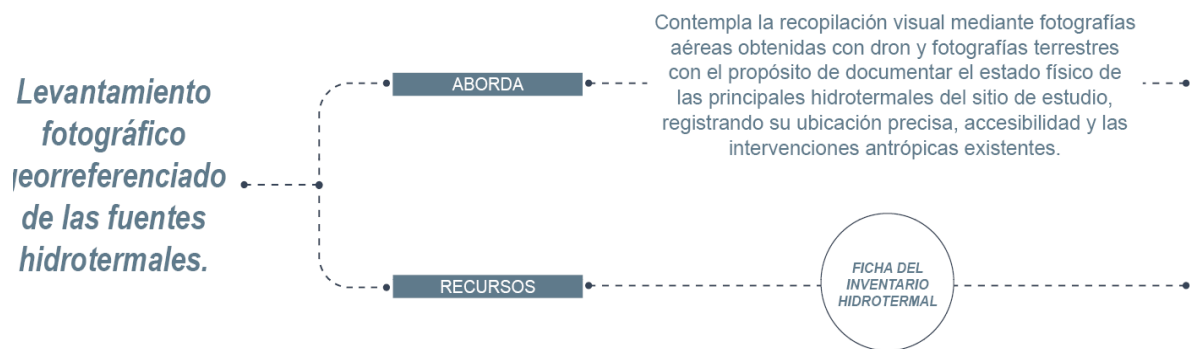 Levantamiento
fotográfico
georreferenciado
de las fuentes
hidrotermales.
ABORDA
Contempla la recopilación visual mediante fotografías
aéreas obtenidas con dron y fotografías terrestres
con el propósito de documentar el estado físico de
las principales hidrotermales del sitio de estudio,
registrando su ubicación precisa, accesibilidad y las
intervenciones antrópicas existentes.
RECURSOS
FICHA DEL
INVENTARIO
HIDROTERMAL